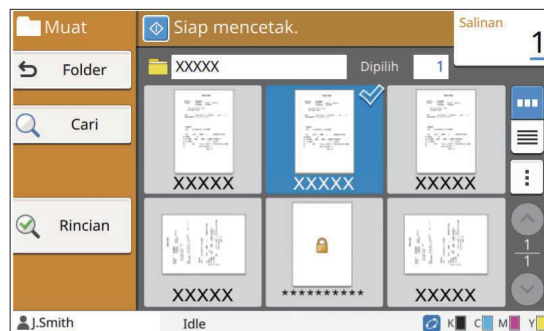 Muat
Siap mencetak.
Salinan
1
Folder
XXXXX
Dipilih
1
Cari
XXXXX
XXXXX
XXXXX
Rincian
1
1
XXXXX
**********
XXXXX
J.Smith
Idle
K
C
M
Y